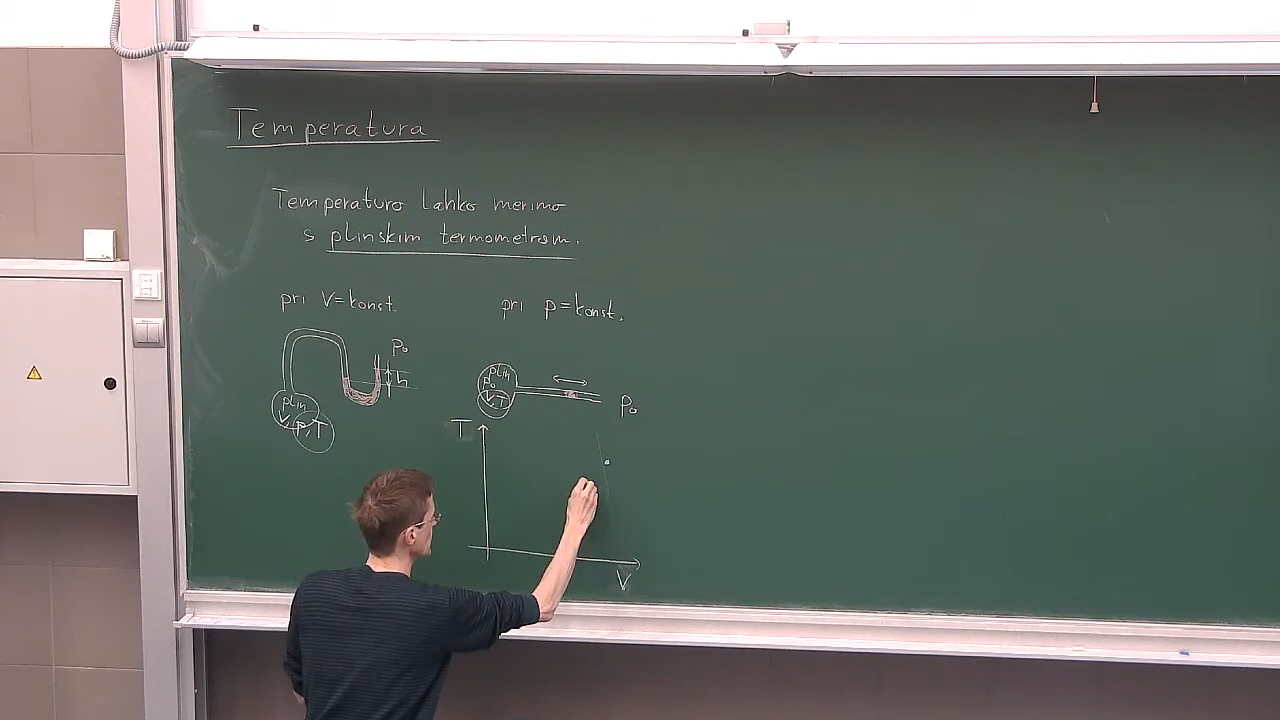 Temperatura
Temperaturo lahko merimo
s plinskim termometrom.
pri V=konst.
pri p=konst.
p₀
h
plin
V,
p, T
plin
p₀
V, T
p₀
T
V